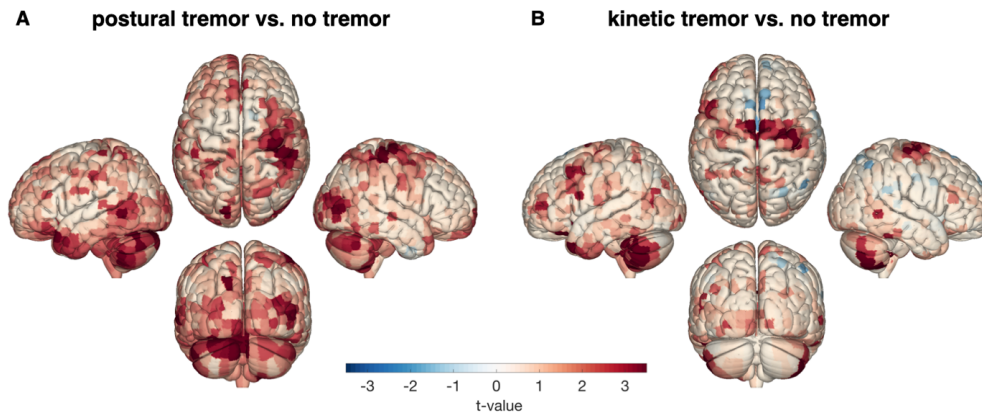 A postural tremor vs. no tremor
B kinetic tremor vs. no tremor
-3 -2 -1 0 1 2 3
t-value